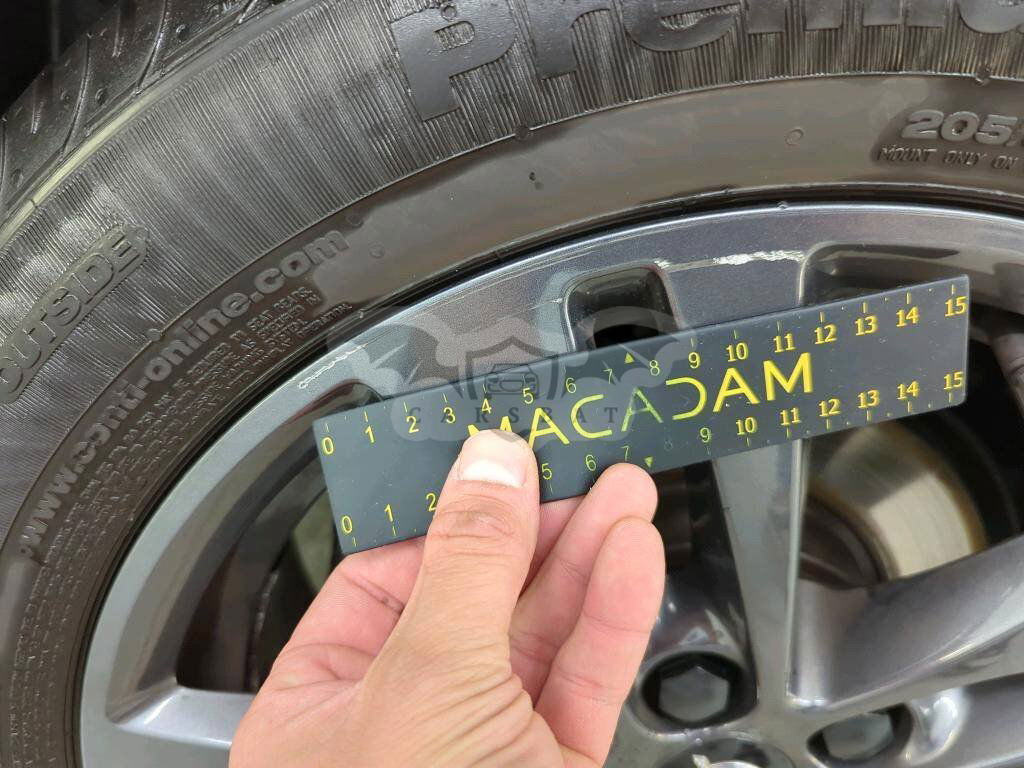 Premi
205/
MOUNT ONLY ON
OUTSIDE
www.conti-online.com
0 1 2 3 4 5 6 7 8 9 10 11 12 13 14 15
CARSBAT
MACADAM
0 1 2 5 6 7 8 9 10 11 12 13 14 15